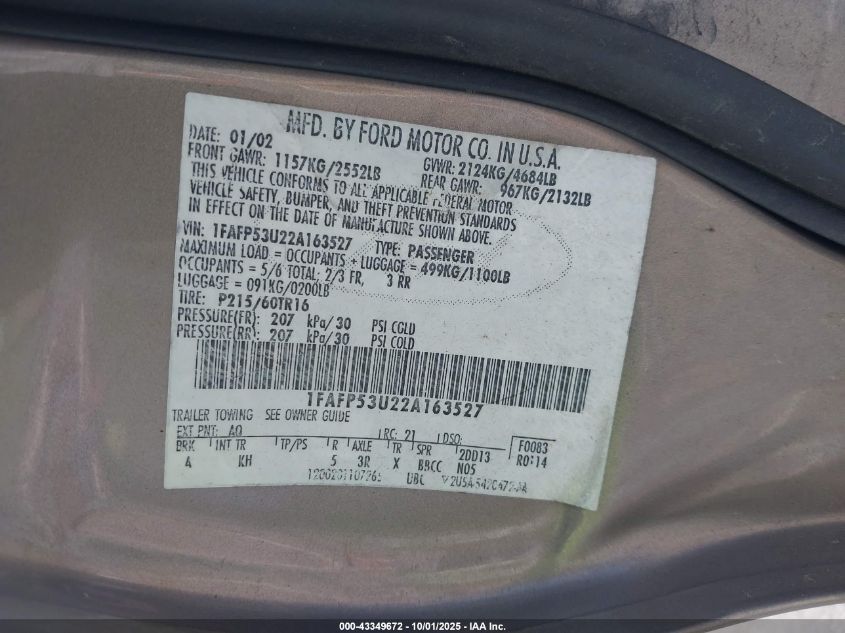 MFD. BY FORD MOTOR CO. IN U.S.A.
DATE: 01/02 GVWR: 2124KG/4684LB
FRONT GAWR: 1157KG/2552LB REAR GAWR: 967KG/2132LB
THIS VEHICLE CONFORMS TO ALL APPLICABLE FEDERAL MOTOR
VEHICLE SAFETY, BUMPER, AND THEFT PREVENTION STANDARDS
IN EFFECT ON THE DATE OF MANUFACTURE SHOWN ABOVE.
VIN: 1FAFP53U22A163527 TYPE: PASSENGER
MAXIMUM LOAD = OCCUPANTS + LUGGAGE = 499KG/1100LB
OCCUPANTS = 5/6 TOTAL, 2/3 FR, 3 RR
LUGGAGE = 091KG/0200LB
TIRE: P215/60TR16
PRESSURE(FR): 207 kPa/30 PSI COLD
PRESSURE(RR): 207 kPa/30 PSI COLD
1FAFP53U22A163527
TRAILER TOWING SEE OWNER GUIDE
EXT PNT: AQ RC: 21 DSO: F0083
BRK INT TR TP/PS R AXLE TR SPR 2DD13 R0:14
4 KH 5 3R X BBCC N05
UBC
000-43349672 - 10/01/2025 - IAA Inc.